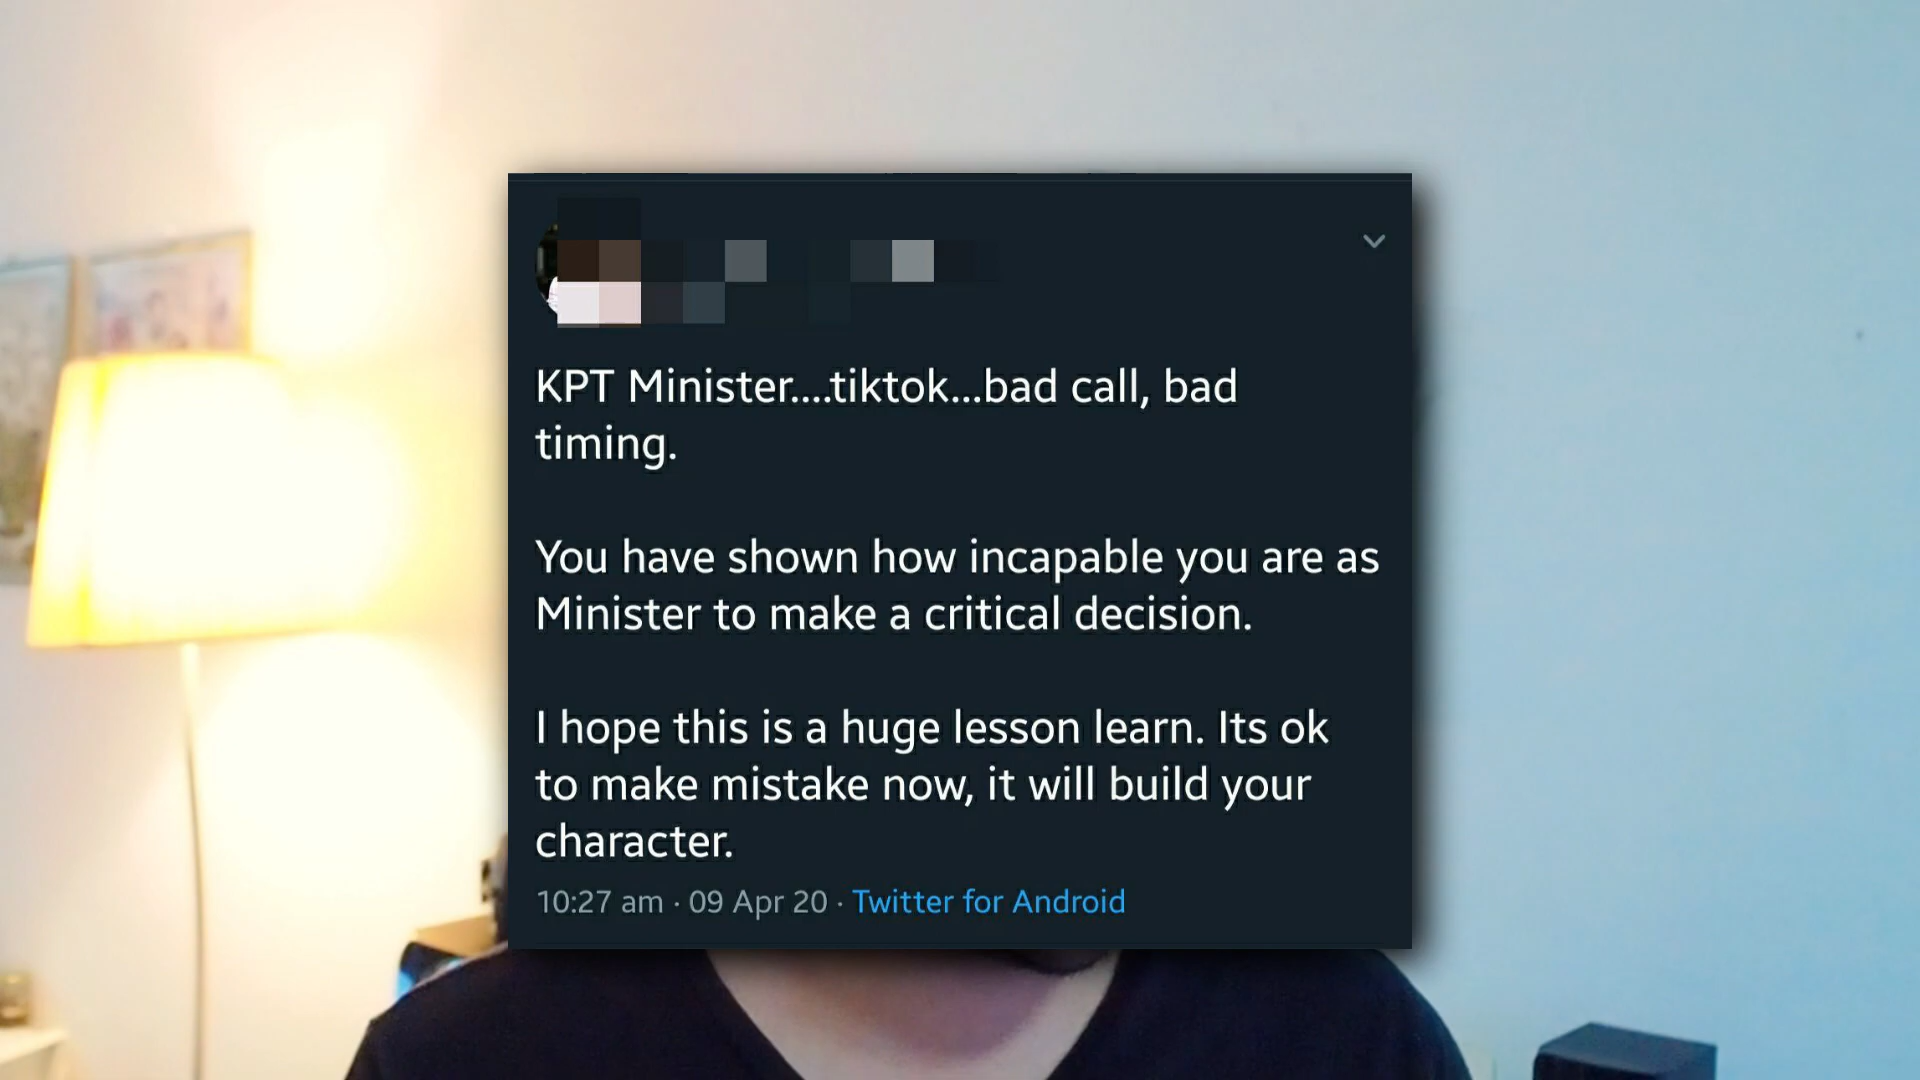 KPT Minister....tiktok...bad call, bad
timing.
You have shown how incapable you are as
Minister to make a critical decision.
I hope this is a huge lesson learn. Its ok
to make mistake now, it will build your
character.
10:27 am · 09 Apr 20 · Twitter for Android